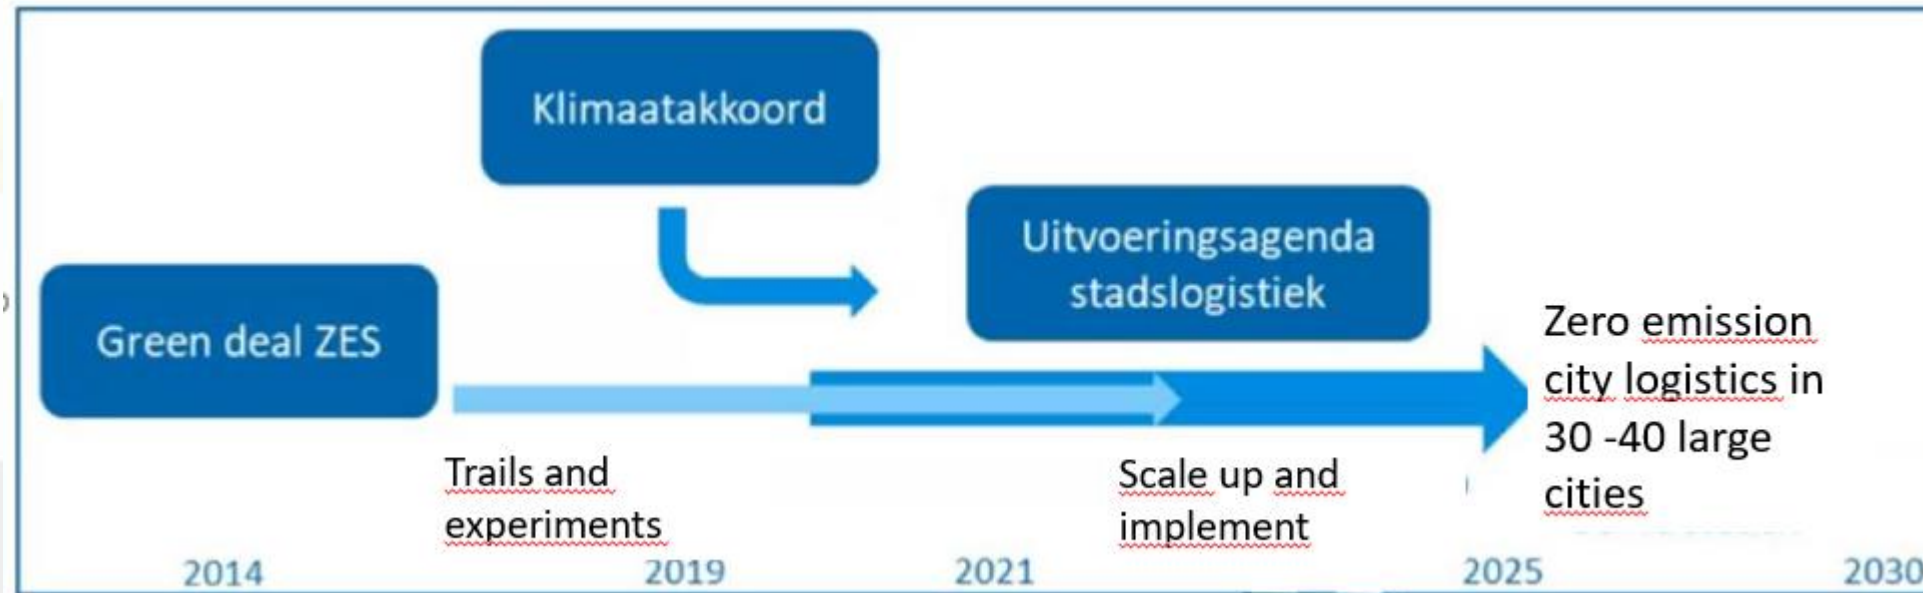 Klimaatakkoord
Uitvoeringsagenda
stadslogistiek
Green deal ZES
Zero emission
city logistics in
30 -40 large
cities
Trails and
experiments
Scale up and
implement
2014
2019
2021
2025
2030